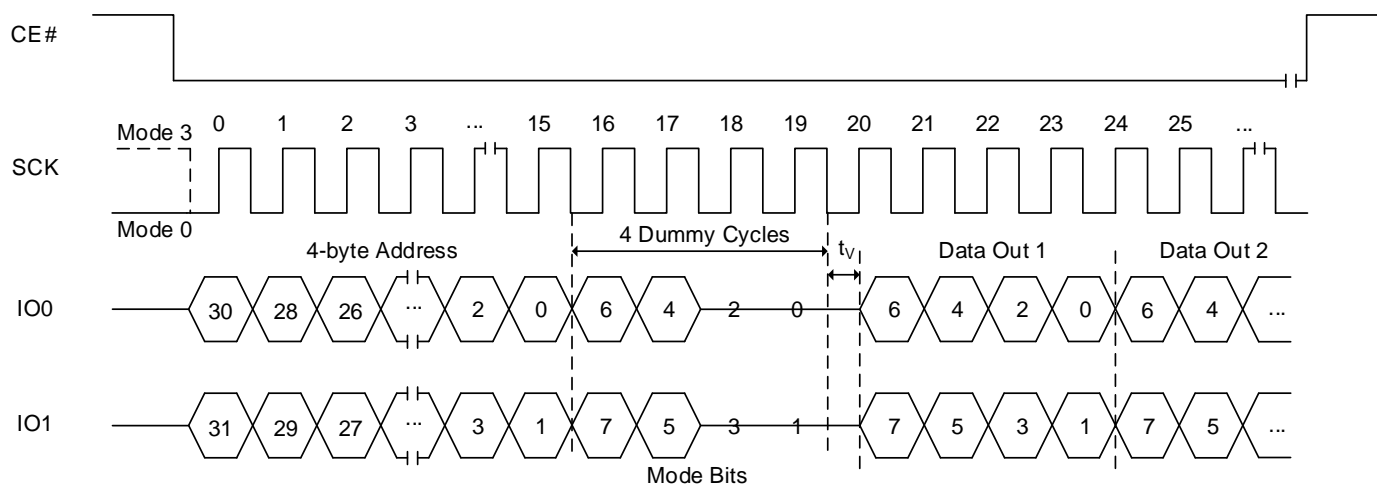 CE#
0 1 2 3 ... 15 16 17 18 19 20 21 22 23 24 25 ...
Mode 3
SCK
Mode 0
4-byte Address 4 Dummy Cycles tV Data Out 1 Data Out 2
IO0 30 28 26 ... 2 0 6 4 2 0 6 4 2 0 6 4 ...
IO1 31 29 27 ... 3 1 7 5 3 1 7 5 3 1 7 5 ...
Mode Bits